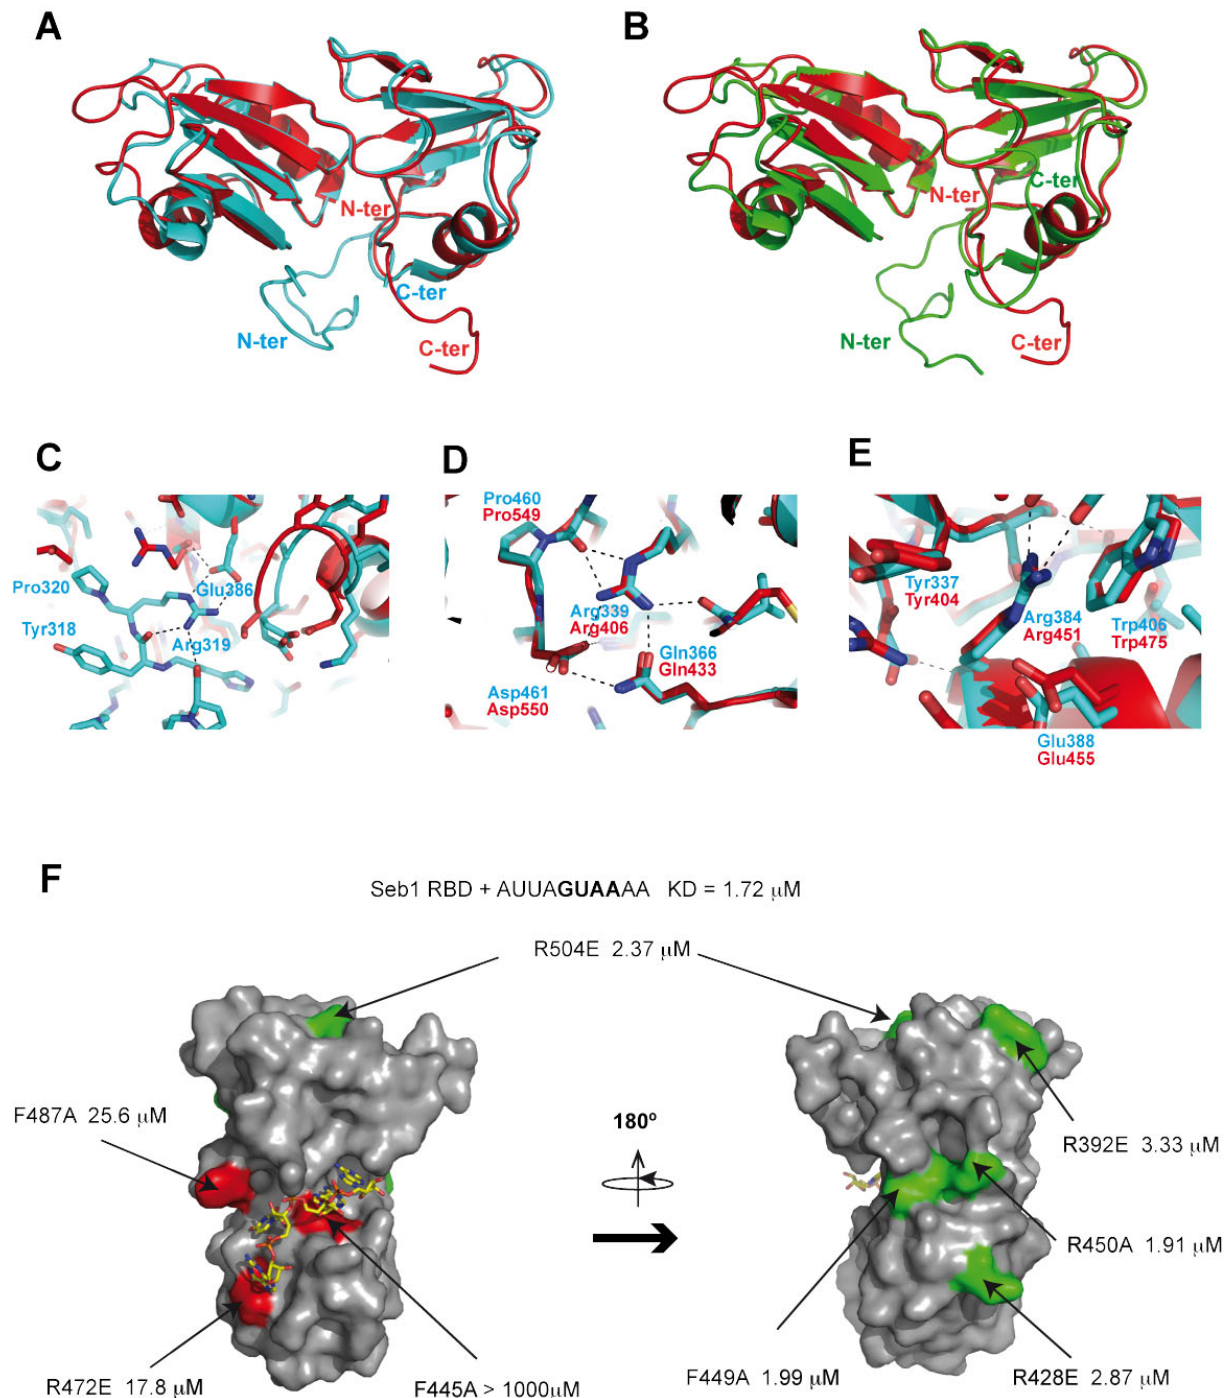 A
B
N-ter
C-ter
N-ter
C-ter
N-ter
C-ter
N-ter
C-ter
C
D
E
Pro320
Glu386
Tyr318
Arg319
Pro460
Pro549
Arg339
Arg406
Gln366
Gln433
Asp461
Asp550
Tyr337
Tyr404
Arg384
Arg451
Trp406
Trp475
Glu388
Glu455
F
Seb1 RBD + AUUAGUAAAA KD = 1.72 μM
R504E 2.37 μM
F487A 25.6 μM
180º
R392E 3.33 μM
R450A 1.91 μM
R472E 17.8 μM
F445A > 1000μM
F449A 1.99 μM
R428E 2.87 μM